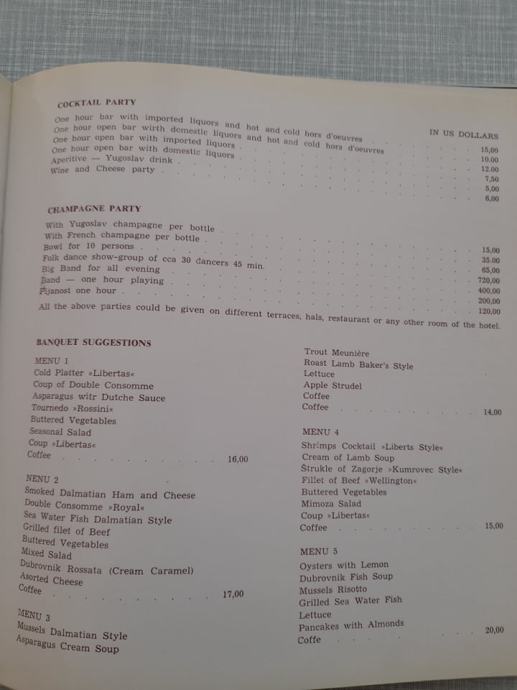 COCKTAIL PARTY
IN US DOLLARS
One hour bar with imported liquors and hot and cold hors d'oeuvres 15,00
One hour open bar wirth domestic liquors and hot and cold hors d'oeuvres 10,00
One hour open bar with imported liquors 12,00
One hour open bar with domestic liquors 7,50
Aperitive — Yugoslav drink 5,00
Wine and Cheese party 6,00
CHAMPAGNE PARTY
With Yugoslav champagne per bottle 15,00
With French champagne per bottle 35,00
Bowl for 10 persons 65,00
Folk dance show-group of cca 30 dancers 45 min. 720,00
Big Band for all evening 400,00
Band — one hour playing 200,00
Pijanost one hour 120,00
All the above parties could be given on different terraces, hals, restaurant or any other room of the hotel.
BANQUET SUGGESTIONS
MENU 1
Cold Platter »Libertas«
Coup of Double Consomme
Asparagus witr Dutche Sauce
Tournedo »Rossini«
Buttered Vegetables
Seasonal Salad
Coup »Libertas«
Coffee 16,00
NENU 2
Smoked Dalmatian Ham and Cheese
Double Consomme »Royal«
Sea Water Fish Dalmatian Style
Grilled filet of Beef
Buttered Vegetables
Mixed Salad
Dubrovnik Rossata (Cream Caramel)
Asorted Cheese
Coffee 17,00
MENU 3
Mussels Dalmatian Style
Asparagus Cream Soup
Trout Meunière
Roast Lamb Baker's Style
Lettuce
Apple Strudel
Coffee
Coffee 14,00
MENU 4
Shrimps Cocktail »Liberts Style«
Cream of Lamb Soup
Štrukle of Zagorje »Kumrovec Style«
Fillet of Beef »Wellington«
Buttered Vegetables
Mimoza Salad
Coup »Libertas«
Coffee 15,00
MENU 5
Oysters with Lemon
Dubrovnik Fish Soup
Mussels Risotto
Grilled Sea Water Fish
Lettuce
Pancakes with Almonds
Coffe 20,00